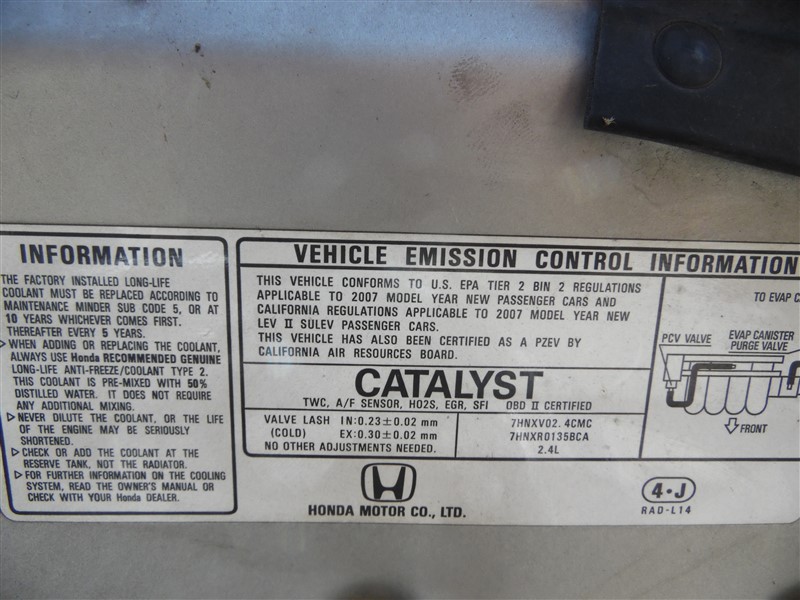 INFORMATION
THE FACTORY INSTALLED LONG-LIFE
COOLANT MUST BE REPLACED ACCORDING TO
MAINTENANCE MINDER SUB CODE 5, OR AT
10 YEARS WHICHEVER COMES FIRST.
THEREAFTER EVERY 5 YEARS.
▷ WHEN ADDING OR REPLACING THE COOLANT,
ALWAYS USE Honda RECOMMENDED GENUINE
LONG-LIFE ANTI-FREEZE/COOLANT TYPE 2.
THIS COOLANT IS PRE-MIXED WITH 50%
DISTILLED WATER. IT DOES NOT REQUIRE
ANY ADDITIONAL MIXING.
▷ NEVER DILUTE THE COOLANT, OR THE LIFE
OF THE ENGINE MAY BE SERIOUSLY
SHORTENED.
▷ CHECK OR ADD THE COOLANT AT THE
RESERVE TANK, NOT THE RADIATOR.
▷ FOR FURTHER INFORMATION ON THE COOLING
SYSTEM, READ THE OWNER'S MANUAL OR
CHECK WITH YOUR Honda DEALER.
VEHICLE EMISSION CONTROL INFORMATION
THIS VEHICLE CONFORMS TO U.S. EPA TIER 2 BIN 2 REGULATIONS
APPLICABLE TO 2007 MODEL YEAR NEW PASSENGER CARS AND
CALIFORNIA REGULATIONS APPLICABLE TO 2007 MODEL YEAR NEW
LEV II SULEV PASSENGER CARS.
THIS VEHICLE HAS ALSO BEEN CERTIFIED AS A PZEV BY
CALIFORNIA AIR RESOURCES BOARD.
CATALYST
TWC, A/F SENSOR, HO2S, EGR, SFI OBD II CERTIFIED
VALVE LASH IN:0.23±0.02 mm
(COLD) EX:0.30±0.02 mm
NO OTHER ADJUSTMENTS NEEDED.
7HNXV02.4CMC
7HNXR0135BCA
2.4L
TO EVAP C
PCV VALVE
EVAP CANISTER
PURGE VALVE
FRONT
HONDA MOTOR CO., LTD.
4・J
RAD-L14